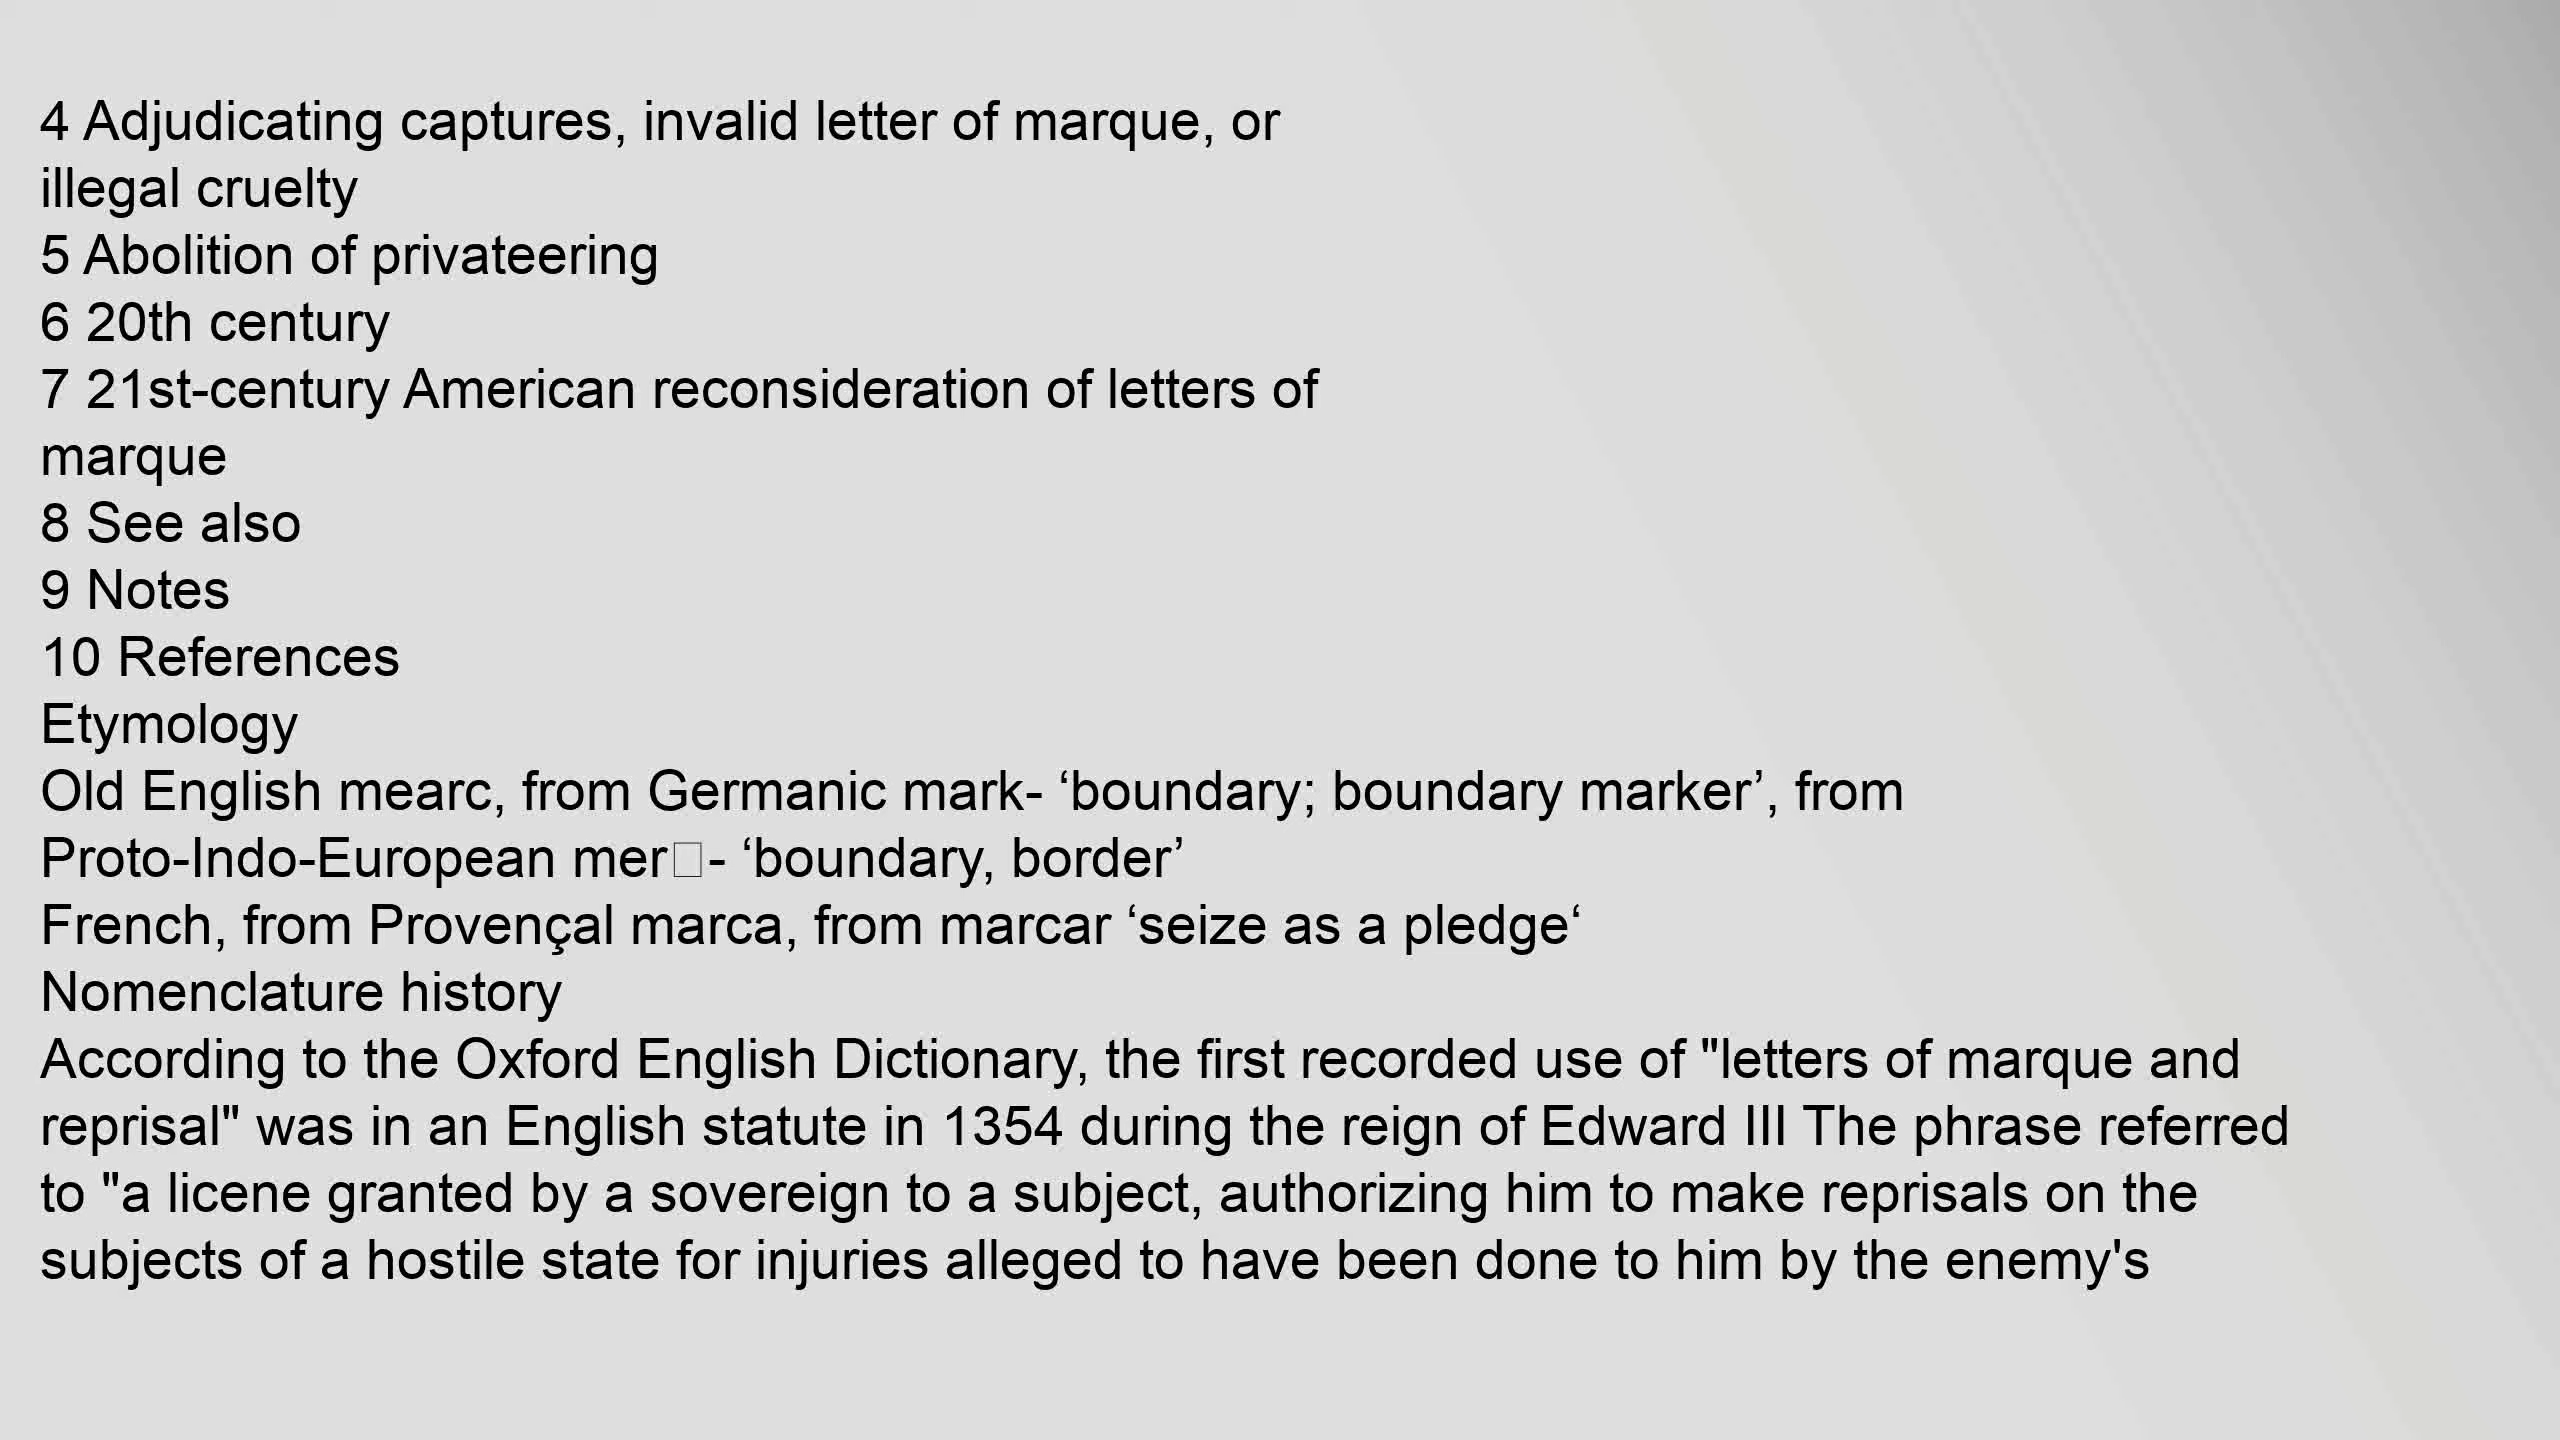 4 Adjudicating captures, invalid letter of marque, or
illegal cruelty
5 Abolition of privateering
6 20th century
7 21st-century American reconsideration of letters of
marque
8 See also
9 Notes
10 References
Etymology
Old English mearc, from Germanic mark- ‘boundary; boundary marker’, from
Proto-Indo-European mer□- ‘boundary, border’
French, from Provençal marca, from marcar ‘seize as a pledge‘
Nomenclature history
According to the Oxford English Dictionary, the first recorded use of "letters of marque and
reprisal" was in an English statute in 1354 during the reign of Edward III The phrase referred
to "a licene granted by a sovereign to a subject, authorizing him to make reprisals on the
subjects of a hostile state for injuries alleged to have been done to him by the enemy's